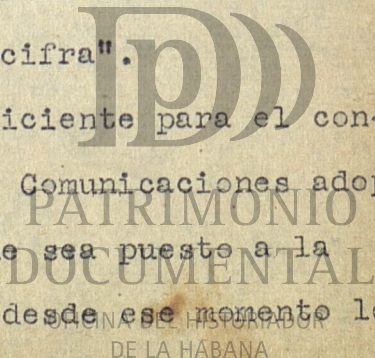 cifra".
iciente para el con-
Comunicaciones adop
e sea puesto a la
desde ese momento l
PATRIMONIO
DOCUMENTAL
OFICINA DEL HISTORIADOR
DE LA HABANA